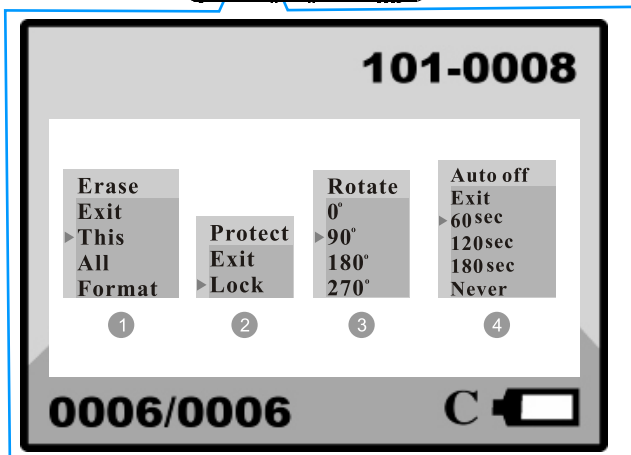 101-0008
Erase
Exit
This
All
Format
1
Protect
Exit
Lock
2
Rotate
0°
90°
180°
270°
3
Auto off
Exit
60sec
120sec
180sec
Never
4
0006/0006
C